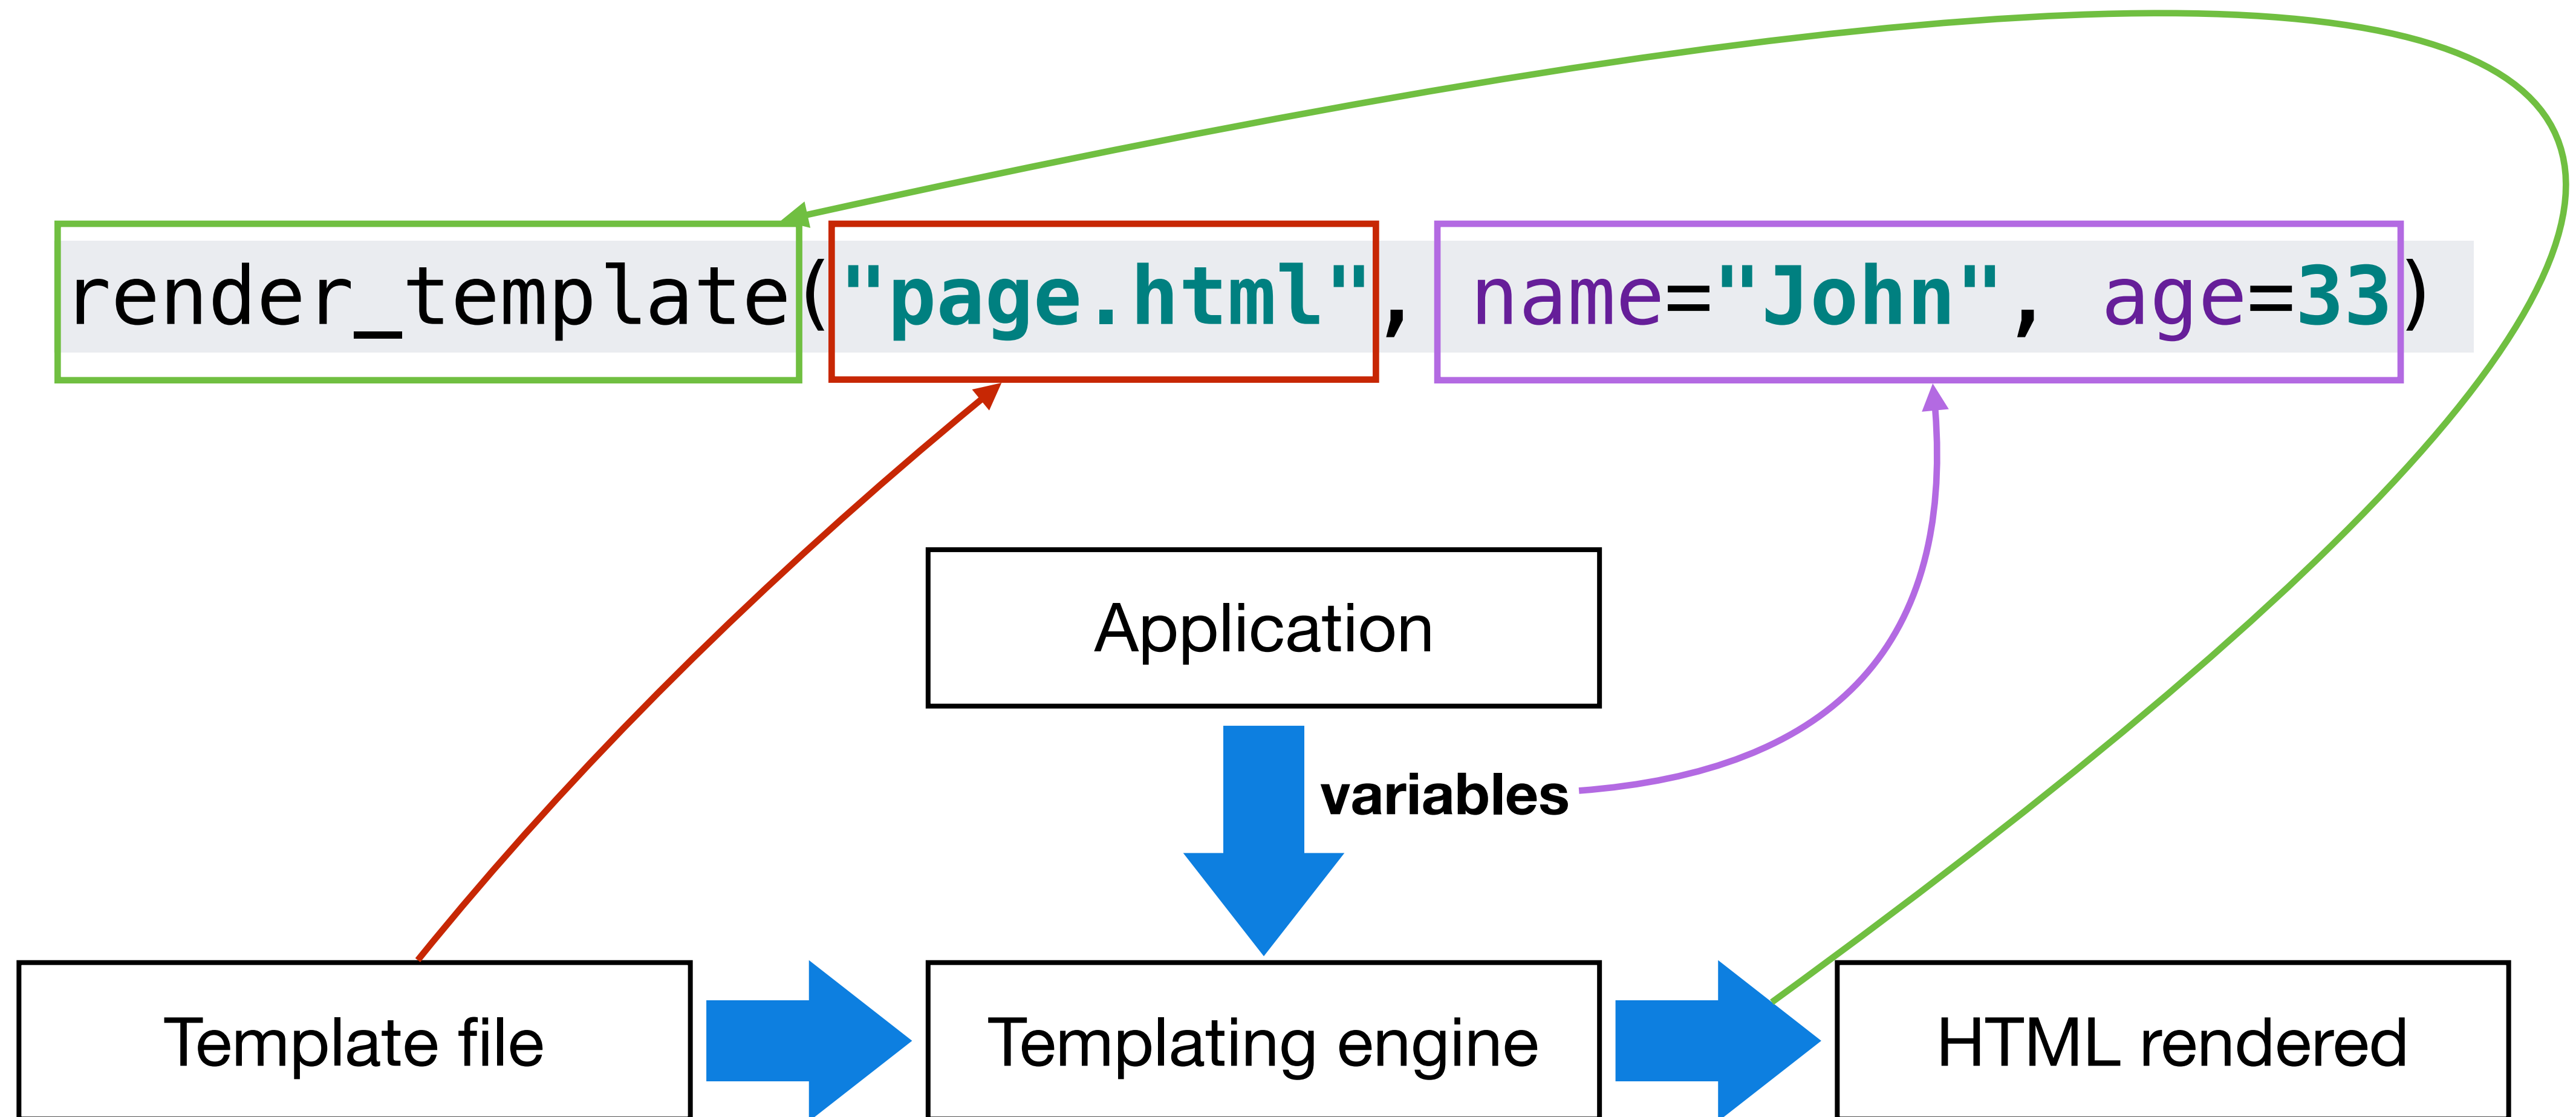 render_template("page.html", name="John", age=33)
Application
variables
Template file
Templating engine
HTML rendered